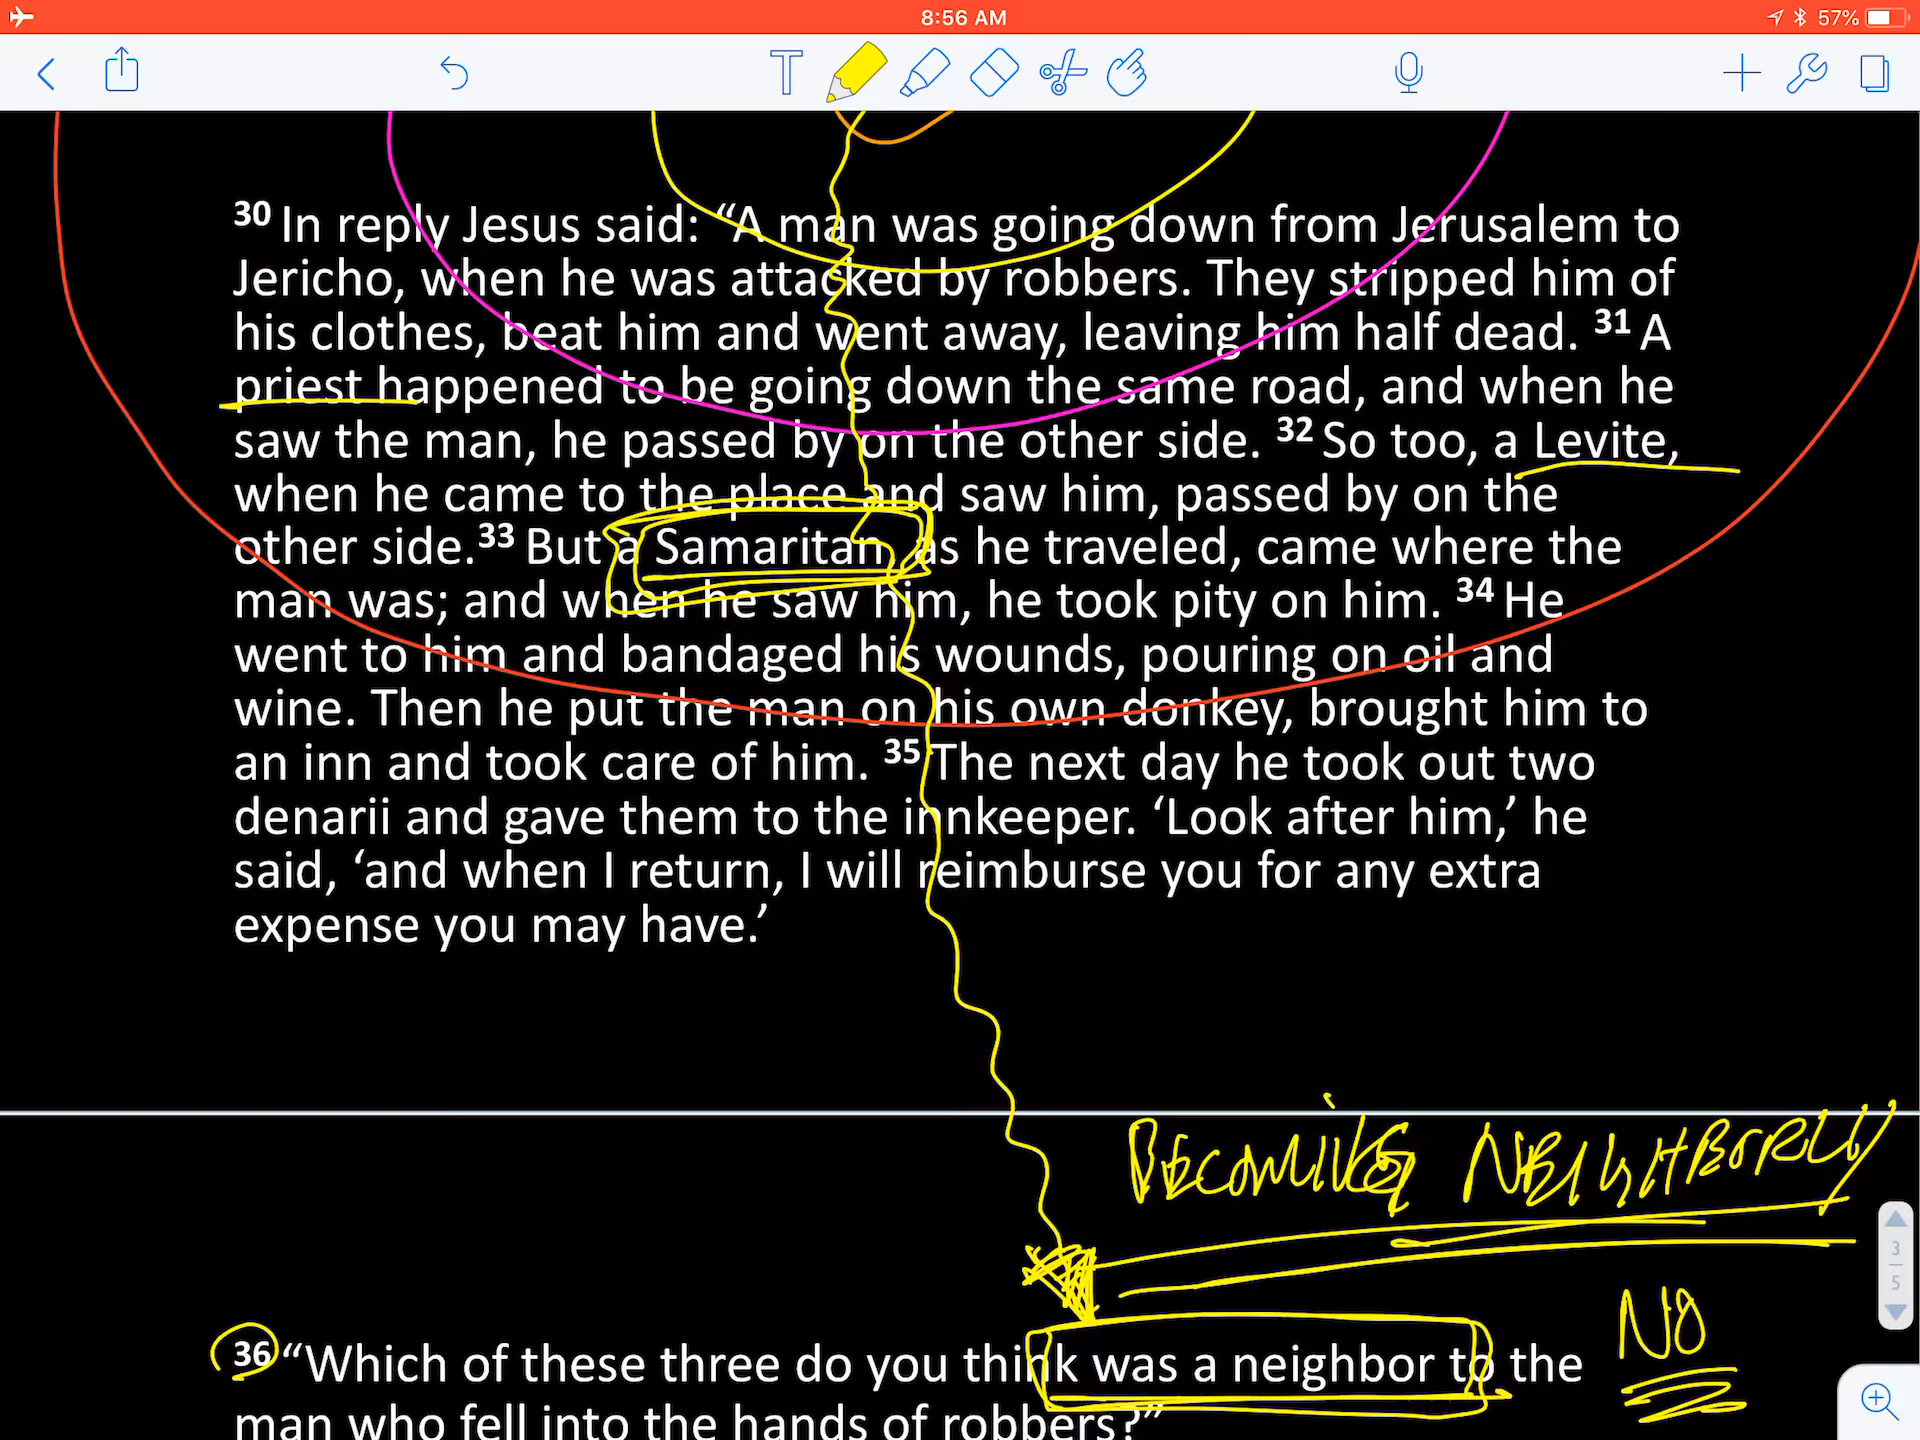 8:56 AM
57%
T
30 In reply Jesus said: “A man was going down from Jerusalem to
Jericho, when he was attacked by robbers. They stripped him of
his clothes, beat him and went away, leaving him half dead. 31 A
priest happened to be going down the same road, and when he
saw the man, he passed by on the other side. 32 So too, a Levite,
when he came to the place and saw him, passed by on the
other side.33 But a Samaritan, as he traveled, came where the
man was; and when he saw him, he took pity on him. 34 He
went to him and bandaged his wounds, pouring on oil and
wine. Then he put the man on his own donkey, brought him to
an inn and took care of him. 35 The next day he took out two
denarii and gave them to the innkeeper. ‘Look after him,’ he
said, ‘and when I return, I will reimburse you for any extra
expense you may have.’
BECOMING NEIGHBORLY
3
5
NO
36 “Which of these three do you think was a neighbor to the
man who fell into the hands of robbers?”